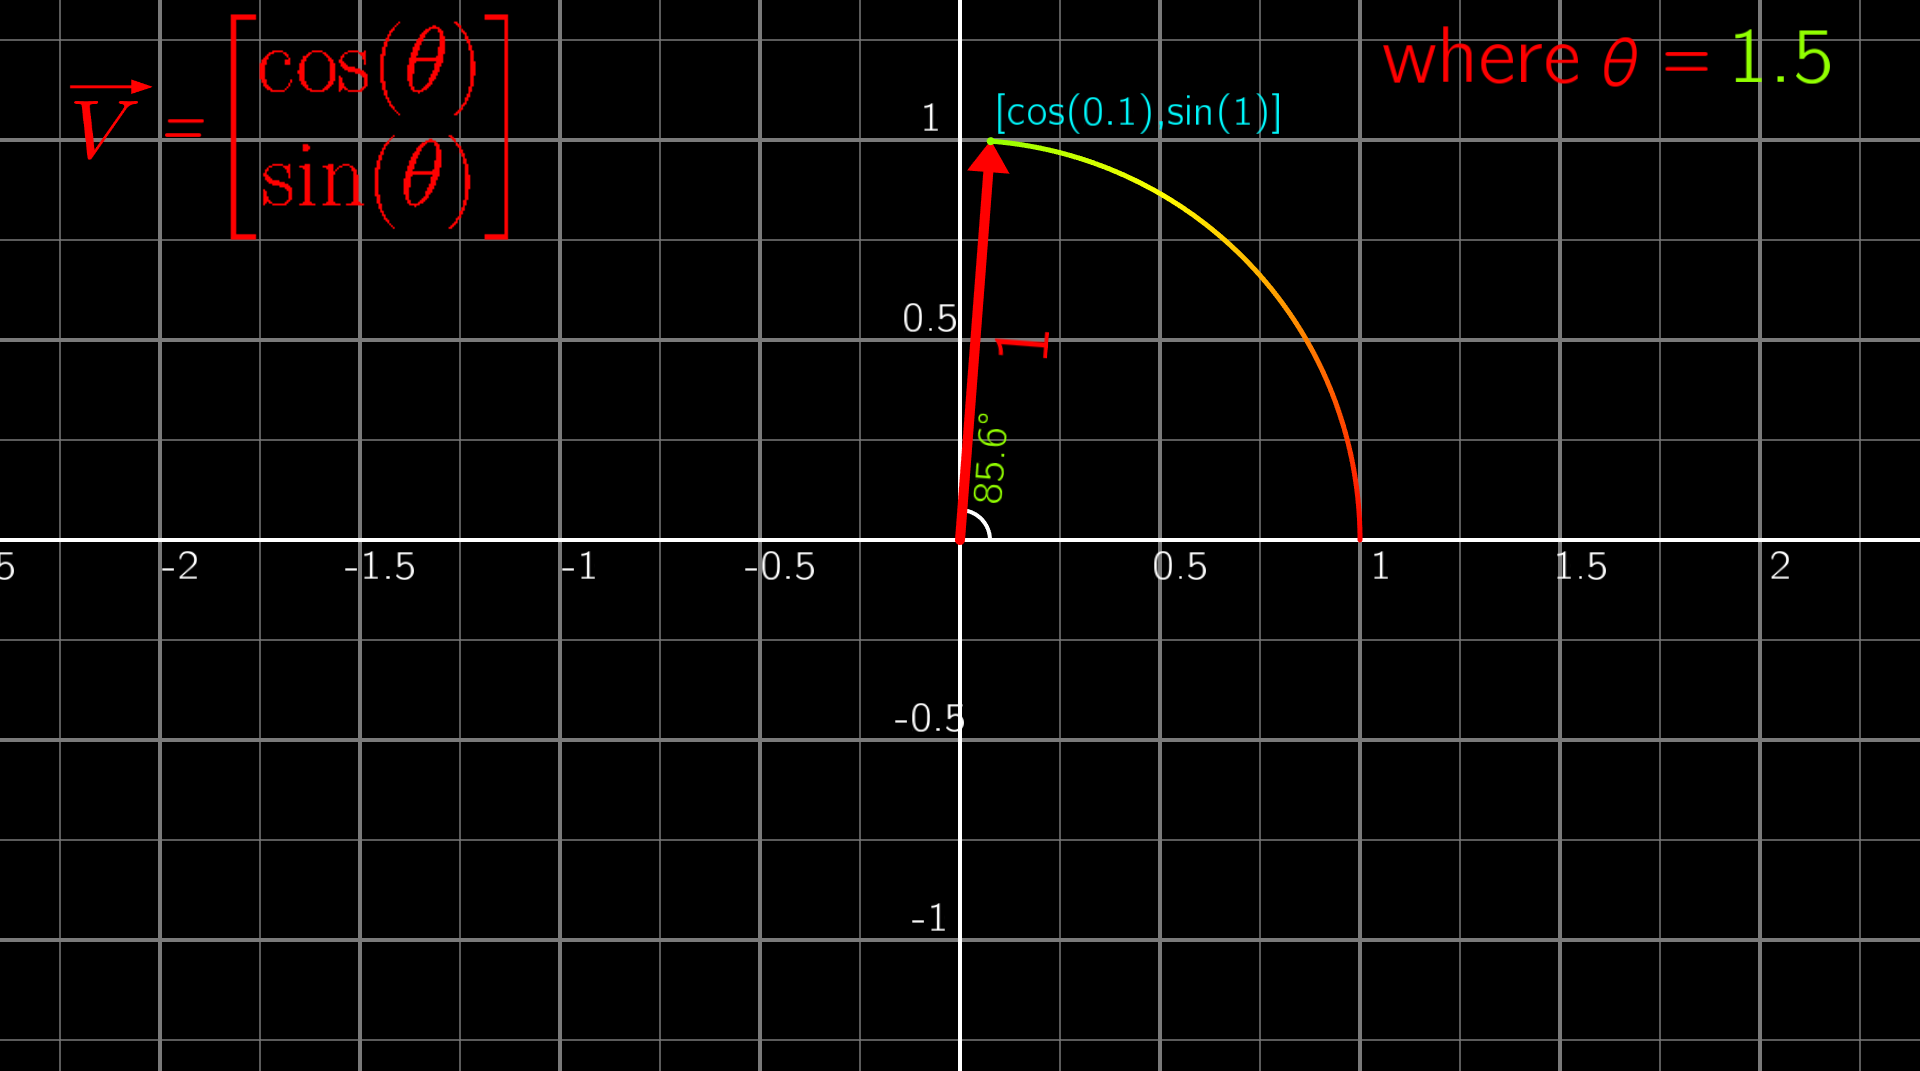 V = [cos(θ) sin(θ)]
where θ = 1.5
[cos(0.1),sin(1)]
1
0.5
1
85.6°
5 -2 -1.5 -1 -0.5 0.5 1 1.5 2
-0.5
-1